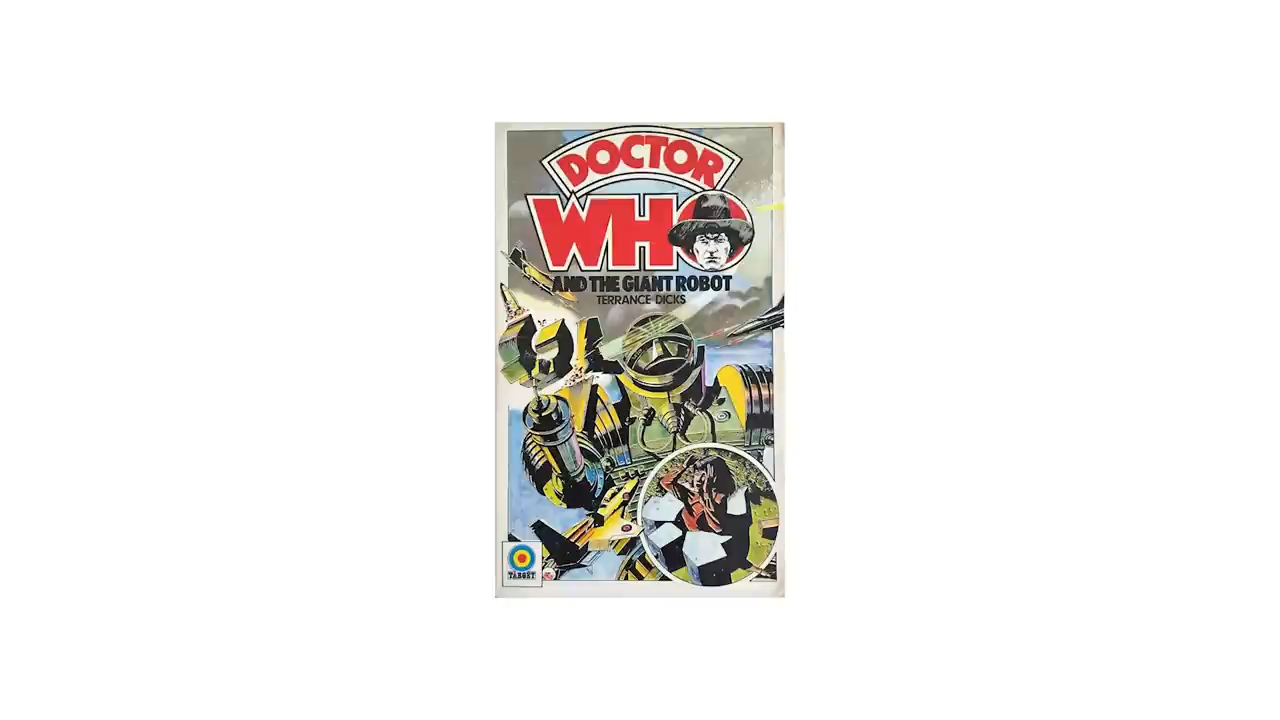 DOCTOR
WHO
AND THE GIANT ROBOT
TERRANCE DICKS
TARGET